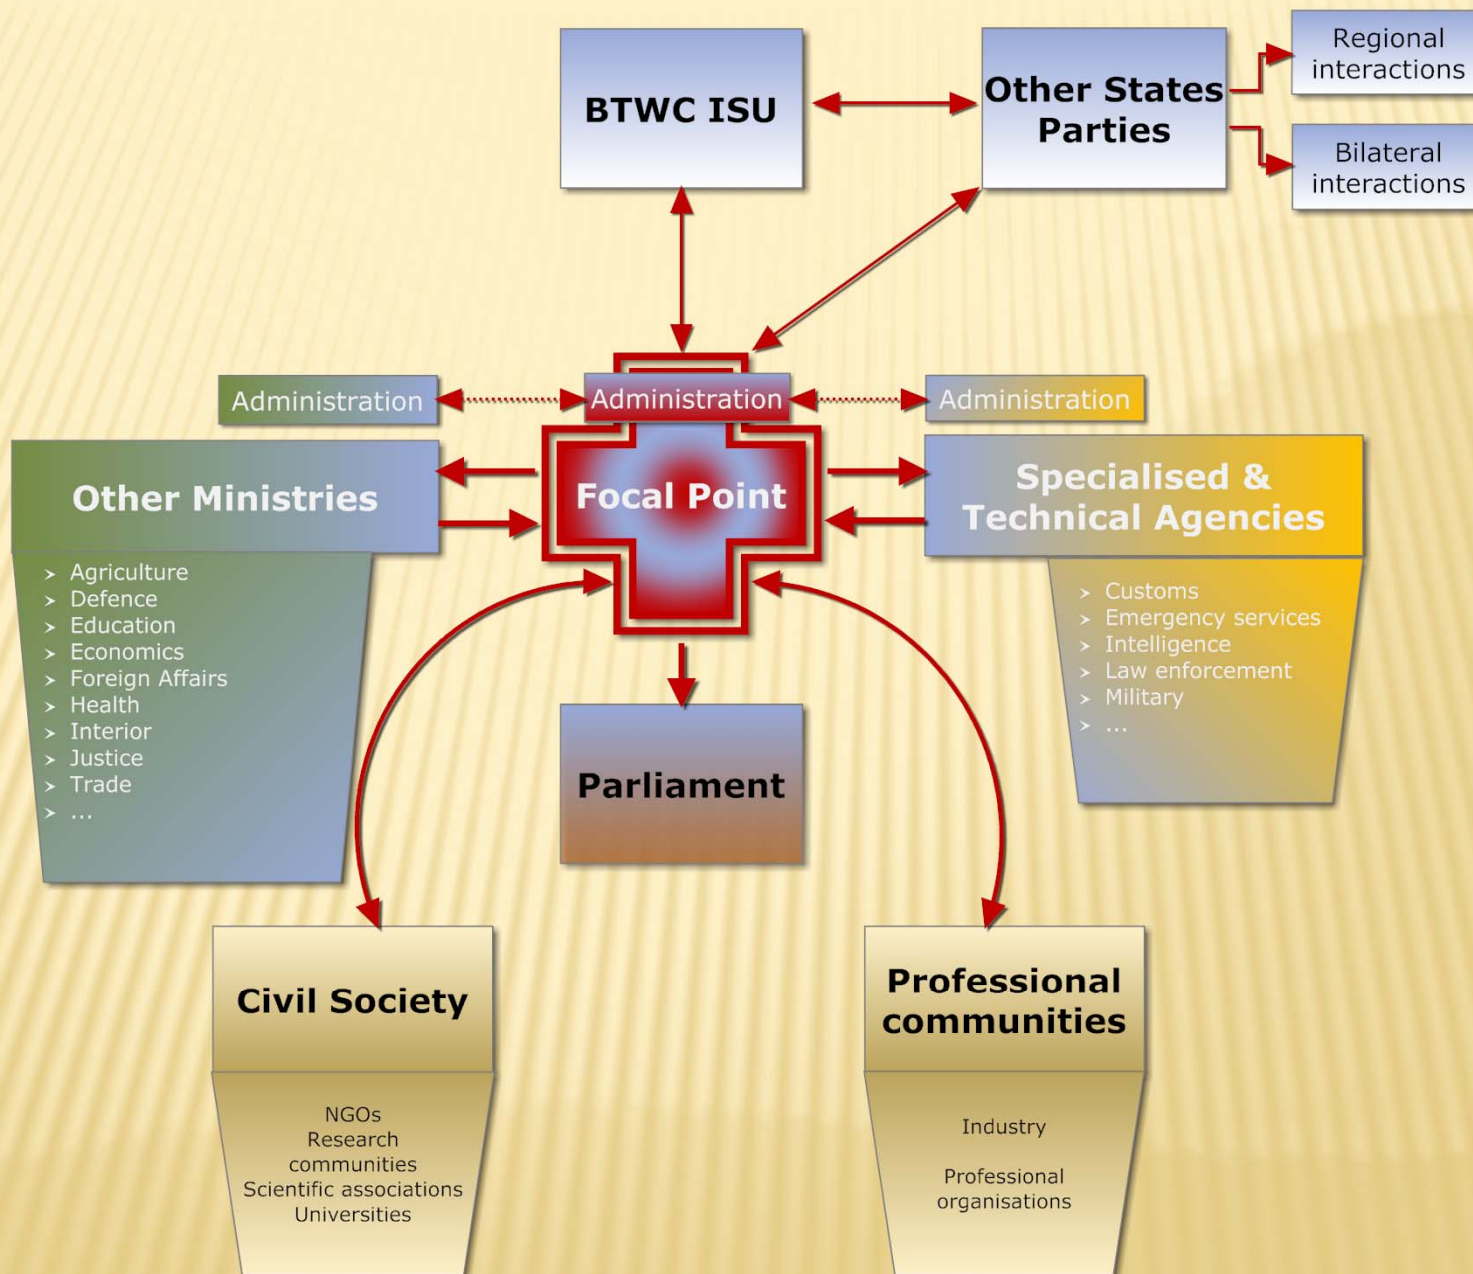 BTWC ISU
Other States
Parties
Regional
interactions
Bilateral
interactions
Administration
Administration
Administration
Other Ministries
Focal Point
Specialised &
Technical Agencies
➢ Agriculture
➢ Defence
➢ Education
➢ Economics
➢ Foreign Affairs
➢ Health
➢ Interior
➢ Justice
➢ Trade
➢ ...
➢ Customs
➢ Emergency services
➢ Intelligence
➢ Law enforcement
➢ Military
➢ ...
Parliament
Civil Society
NGOs
Research
communities
Scientific associations
Universities
Professional
communities
Industry
Professional
organisations